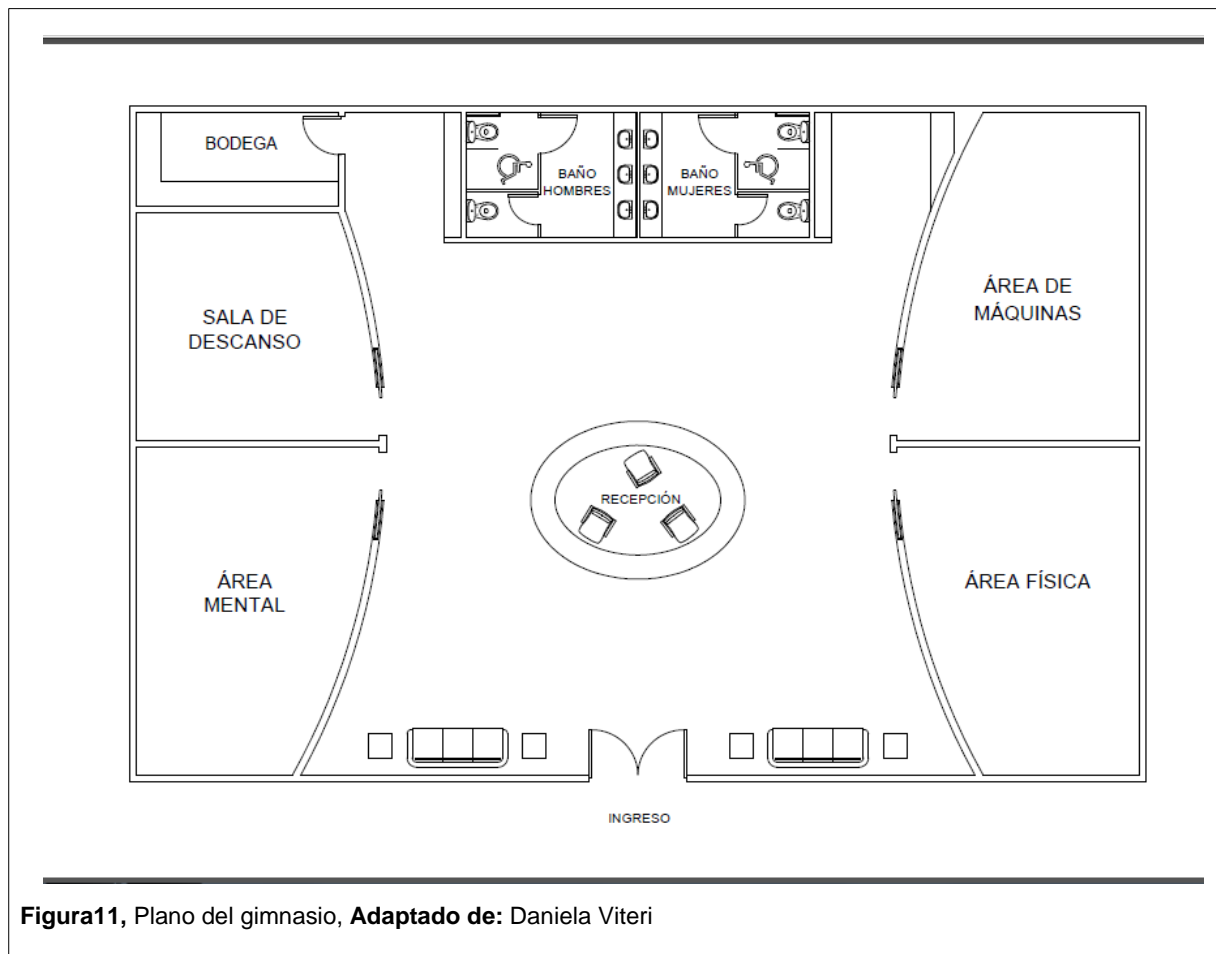 BODEGA
BAÑO
HOMBRES
BAÑO
MUJERES
SALA DE
DESCANSO
ÁREA DE
MÁQUINAS
RECEPCIÓN
ÁREA
MENTAL
ÁREA FÍSICA
INGRESO
Figura11, Plano del gimnasio, Adaptado de: Daniela Viteri